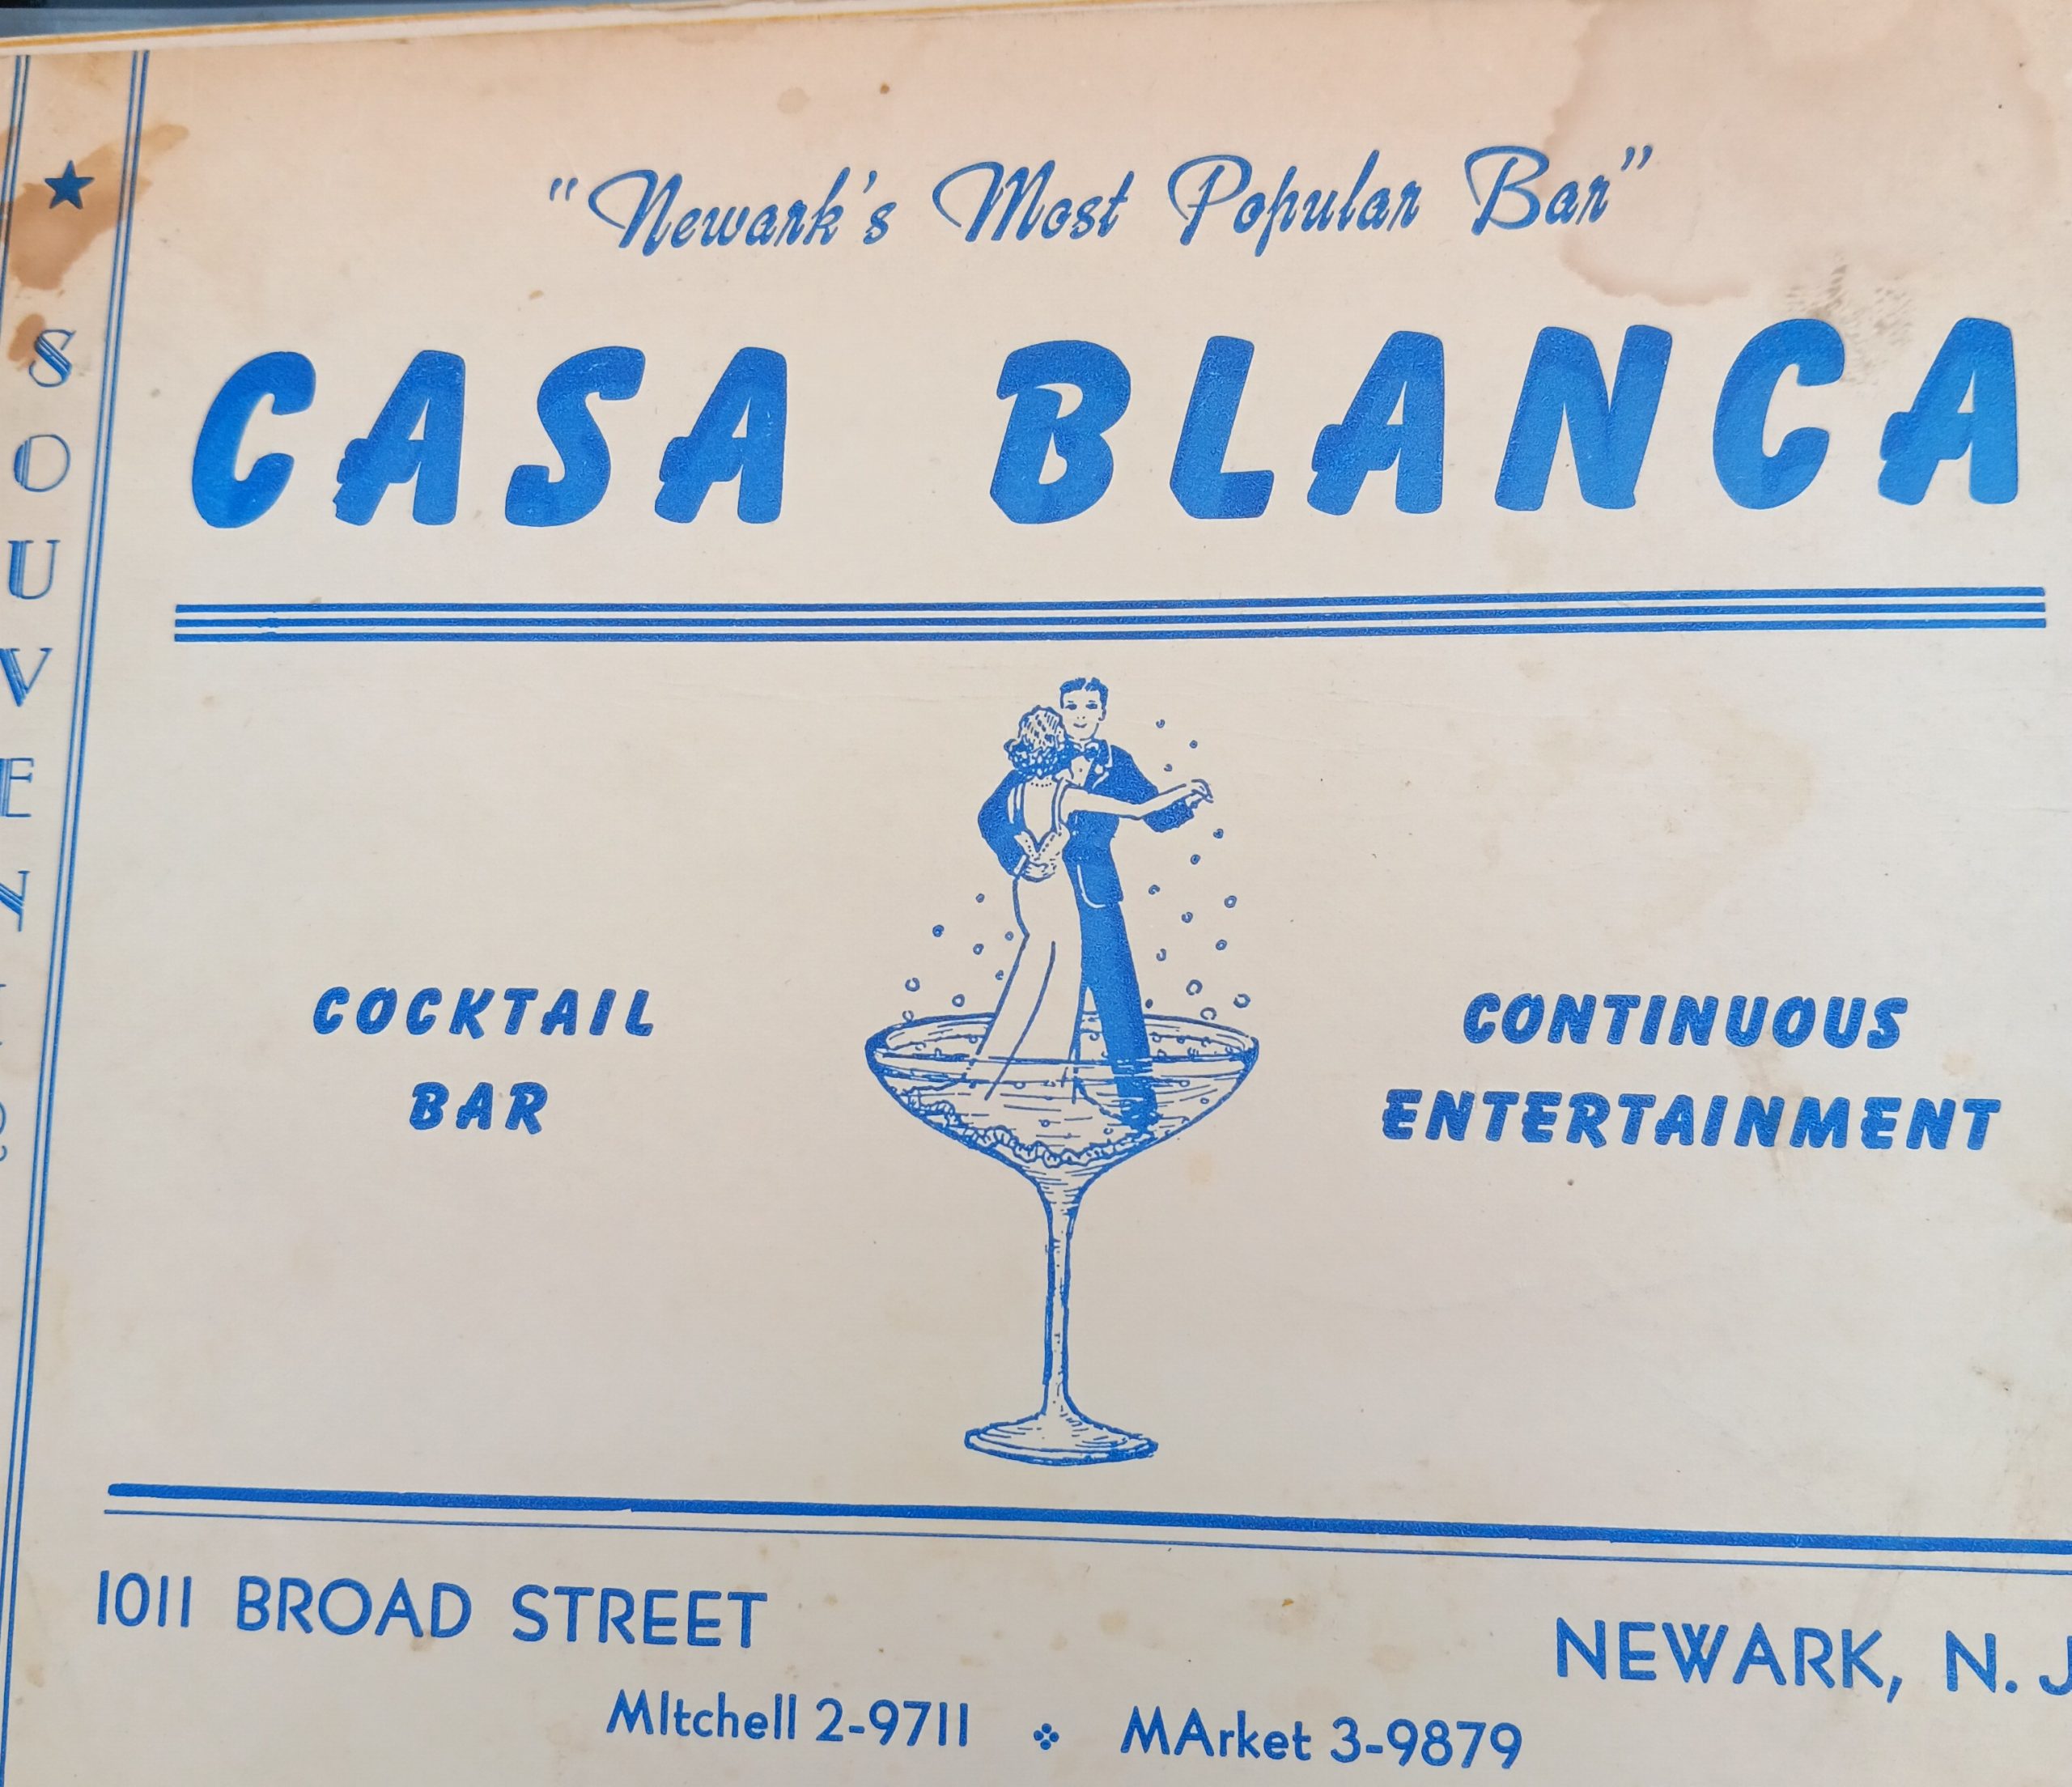 SOUVENIR
"Newark's Most Popular Bar"
CASA BLANCA
COCKTAIL
BAR
CONTINUOUS
ENTERTAINMENT
1011 BROAD STREET
NEWARK, N. J
MItchell 2-9711 MArket 3-9879